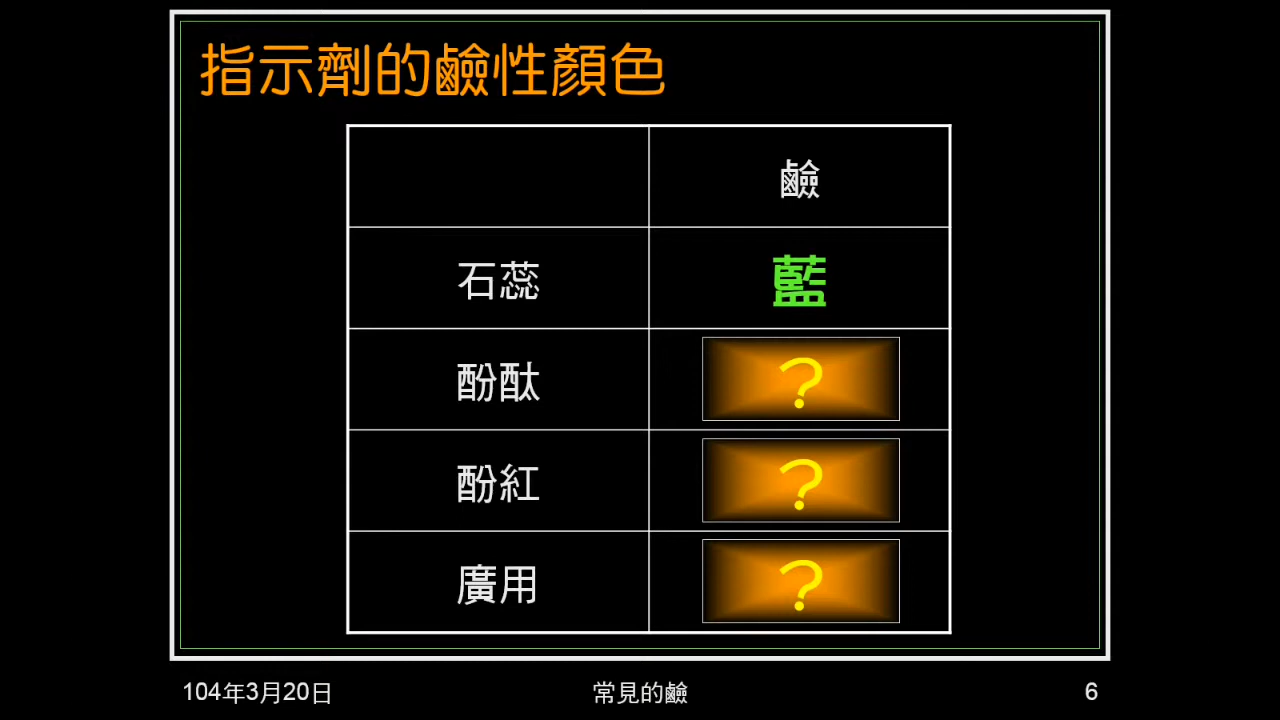 指示劑的鹼性顏色
鹼
石蕊 藍
酚酞 ?
酚紅 ?
廣用 ?
104年3月20日 常見的鹼 6